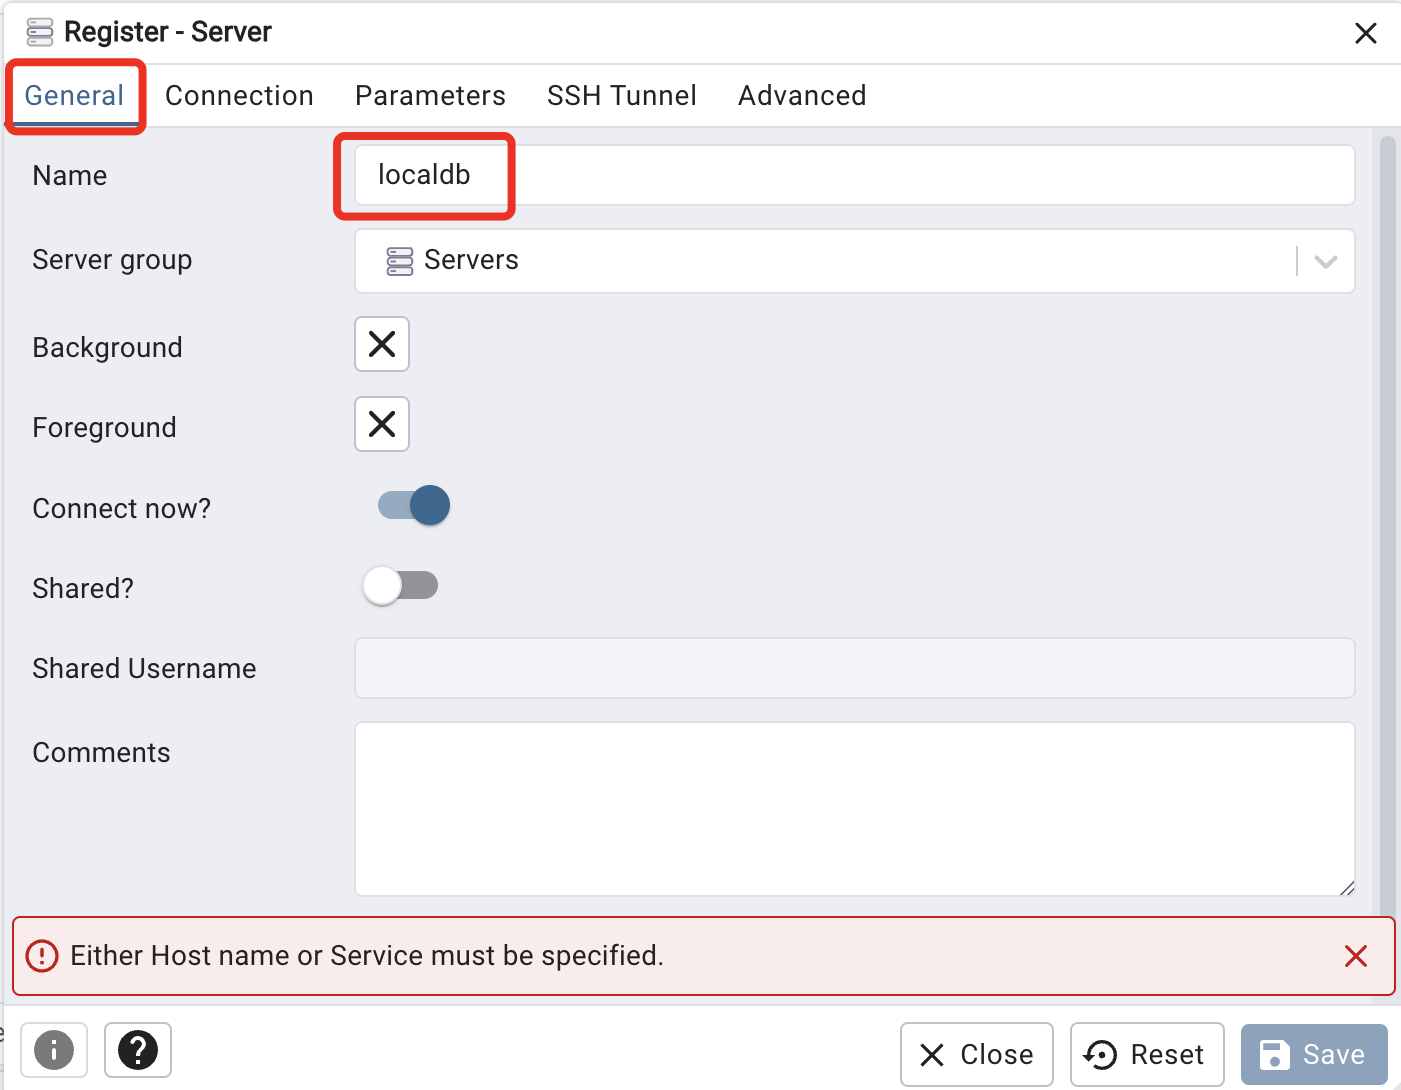 Register - Server
General Connection Parameters SSH Tunnel Advanced
Name localdb
Server group Servers
Background
Foreground
Connect now?
Shared?
Shared Username
Comments
Either Host name or Service must be specified.
Close Reset Save